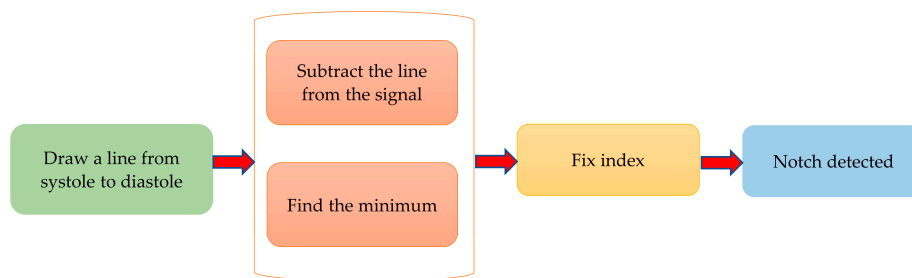 Draw a line from
systole to diastole
Subtract the line
from the signal
Find the minimum
Fix index
Notch detected